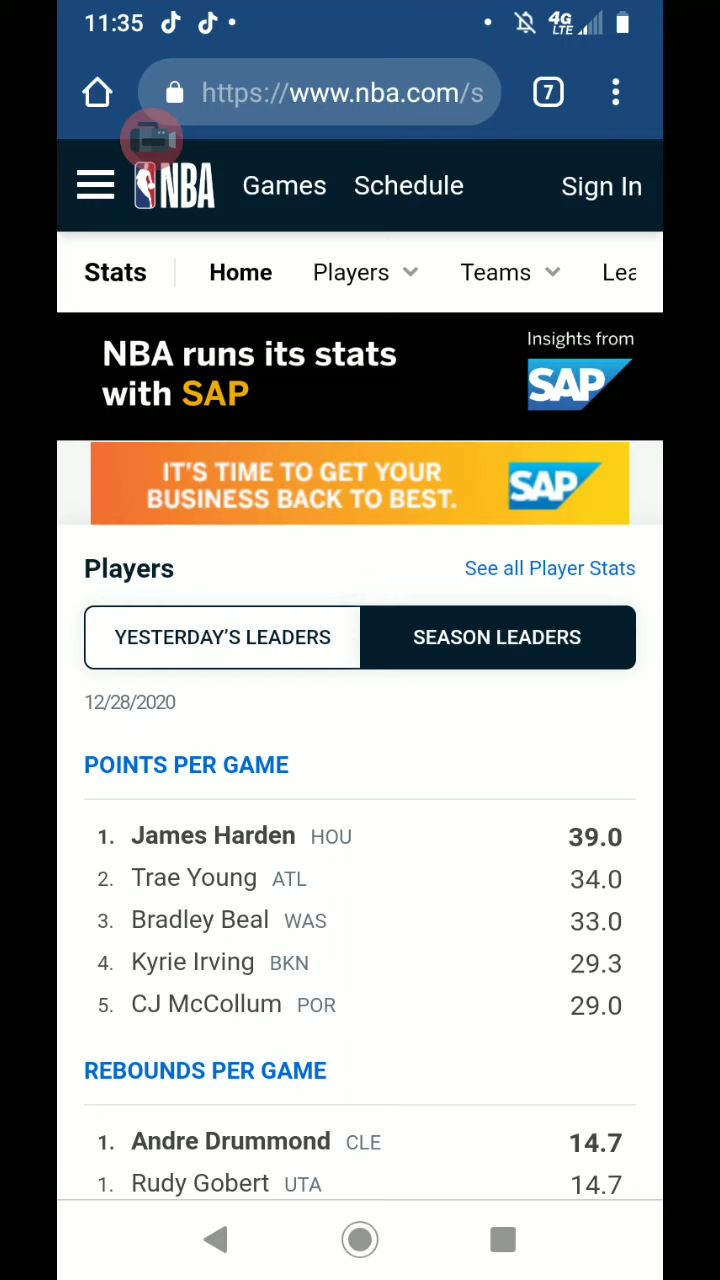 11:35
4G
LTE
https://www.nba.com/s
7
NBA
Games
Schedule
Sign In
Stats
Home
Players
Teams
Lea
NBA runs its stats
with SAP
Insights from
SAP
IT'S TIME TO GET YOUR
BUSINESS BACK TO BEST.
SAP
Players
See all Player Stats
YESTERDAY'S LEADERS
SEASON LEADERS
12/28/2020
POINTS PER GAME
1. James Harden HOU 39.0
2. Trae Young ATL 34.0
3. Bradley Beal WAS 33.0
4. Kyrie Irving BKN 29.3
5. CJ McCollum POR 29.0
REBOUNDS PER GAME
1. Andre Drummond CLE 14.7
1. Rudy Gobert UTA 14.7